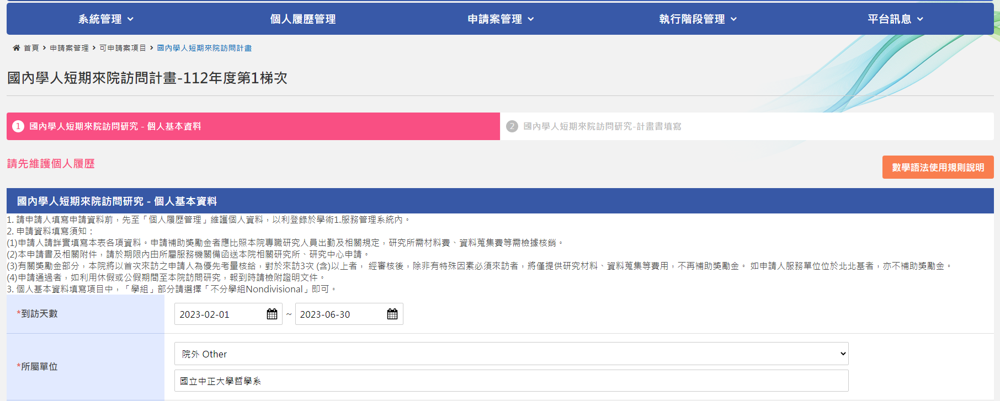 系統管理 個人履歷管理 申請案管理 執行階段管理 平台訊息
首頁 > 申請案管理 > 可申請案項目 > 國內學人短期來院訪問計畫
國內學人短期來院訪問計畫-112年度第1梯次
1 國內學人短期來院訪問研究 - 個人基本資料 2 國內學人短期來院訪問研究-計畫書填寫
請先維護個人履歷
數學語法使用規則說明
國內學人短期來院訪問研究 - 個人基本資料
1. 請申請人填寫申請資料前，先至「個人履歷管理」維護個人資料，以利登錄於學術1.服務管理系統內。
2. 申請資料填寫須知：
(1)申請人請詳實填寫本表各項資料。申請補助獎勵金者應比照本院專職研究人員出勤及相關規定，研究所需材料費、資料蒐集費等需檢據核銷。
(2)本申請書及相關附件，請於期限內由所屬服務機關備函送本院相關研究所、研究中心申請。
(3)有關獎勵金部分，本院將以首次來訪之申請人為優先考量核給，對於來訪3次 (含)以上者， 經審核後，除非有特殊因素必須來訪者，將僅提供研究材料、資料蒐集等費用，不再補助獎勵金。 如申請人服務單位位於北北基者，亦不補助獎勵金。
(4)申請通過者，如利用休假或公假期間至本院訪問研究，報到時請檢附證明文件。
3. 個人基本資料填寫項目中，「學組」部分請選擇「不分學組Nondivisional」即可。
*到訪天數 2023-02-01 ~ 2023-06-30
*所屬單位
院外 Other
國立中正大學哲學系